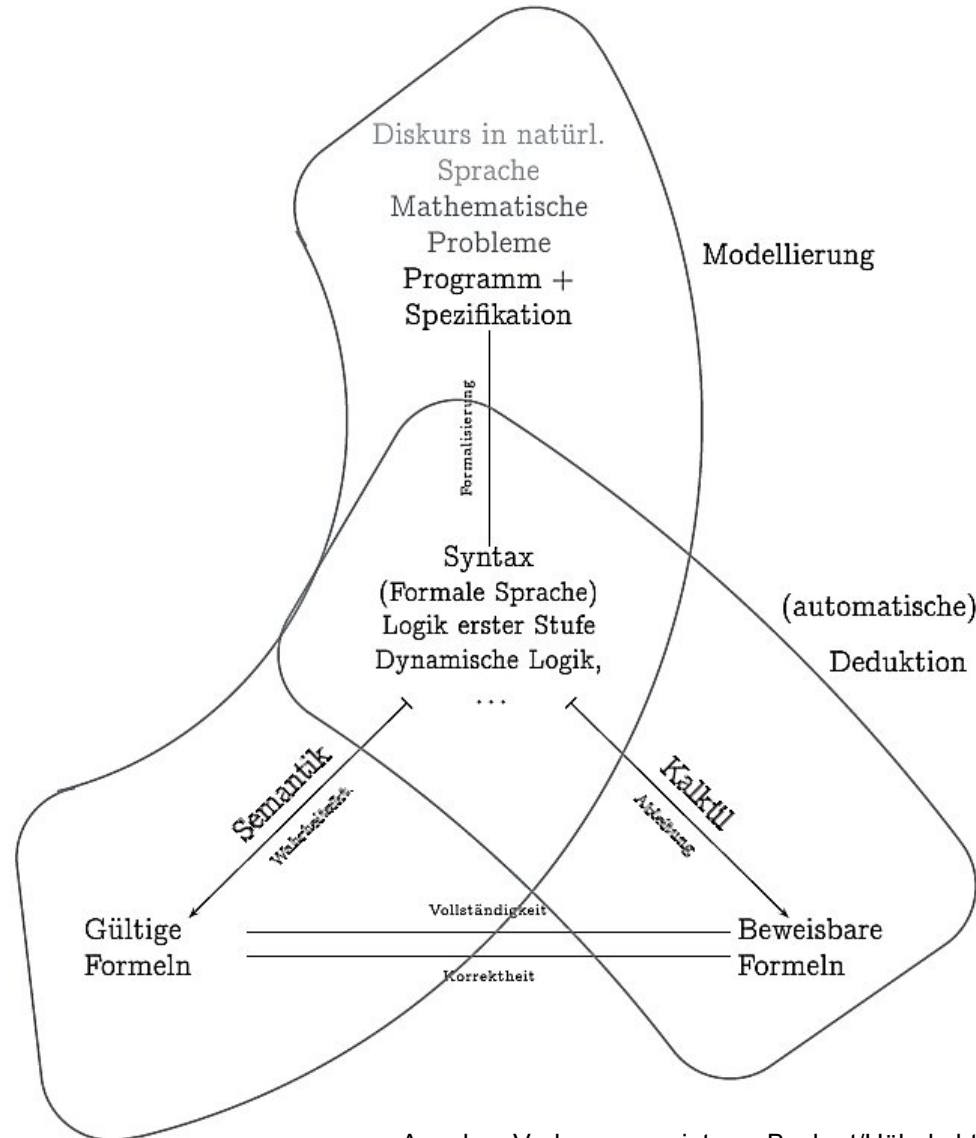 Diskurs in natürl.
Sprache
Mathematische
Probleme
Programm +
Spezifikation
Modellierung
Formalisierung
Syntax
(Formale Sprache)
Logik erster Stufe
Dynamische Logik,
...
(automatische)
Deduktion
Semantik
Kalkül
Ableitung
Vollständigkeit
Gültige
Formeln
Beweisbare
Formeln
Korrektheit